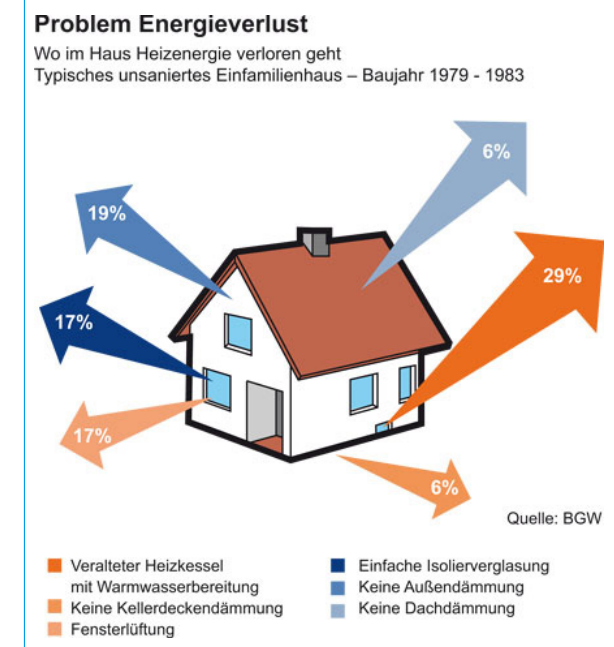 Problem Energieverlust
Wo im Haus Heizenergie verloren geht
Typisches unsaniertes Einfamilienhaus – Baujahr 1979 - 1983
6%
19%
29%
17%
17%
6%
Quelle: BGW
Veralteter Heizkessel
mit Warmwasserbereitung
Keine Kellerdeckendämmung
Fensterlüftung
Einfache Isolierverglasung
Keine Außendämmung
Keine Dachdämmung